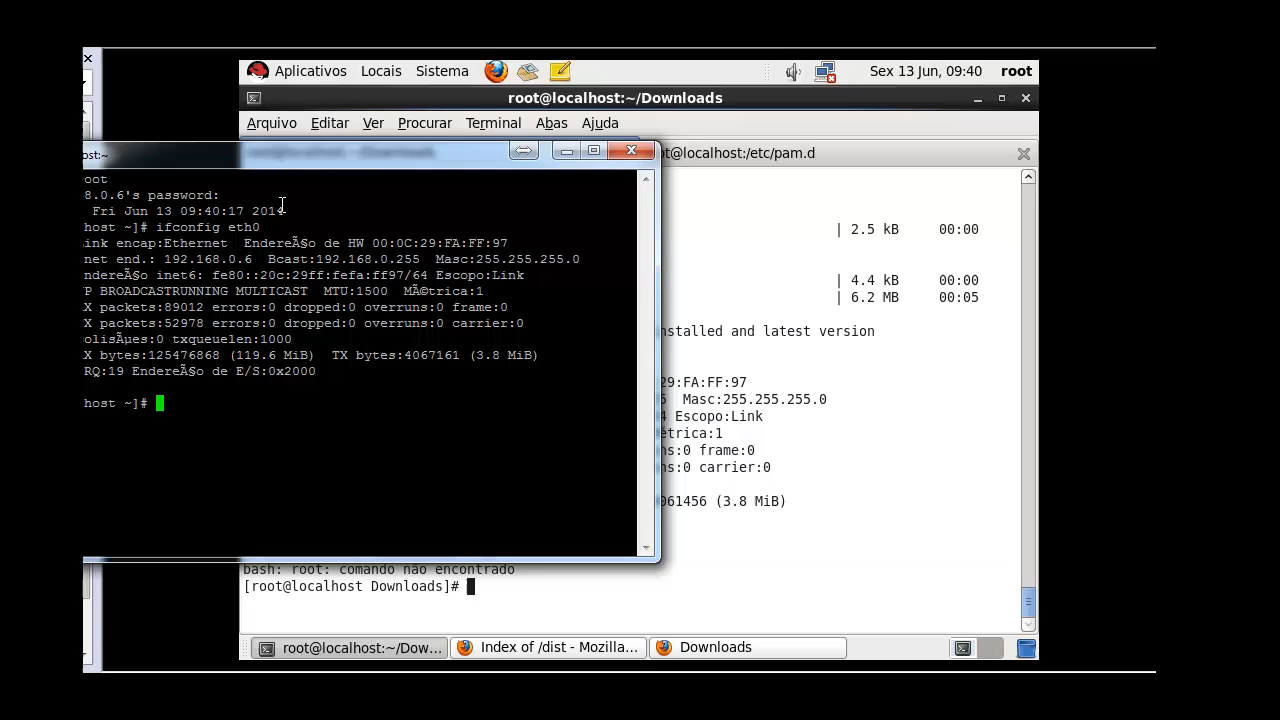 Aplicativos Locais Sistema Sex 13 Jun, 09:40 root
root@localhost:~/Downloads
Arquivo Editar Ver Procurar Terminal Abas Ajuda
root@localhost:~/Downloads
t@localhost:/etc/pam.d
host:~
oot
8.0.6's password:
Fri Jun 13 09:40:17 2014
host ~]# ifconfig eth0
ink encap:Ethernet EndereÃ§o de HW 00:0C:29:FA:FF:97
net end.: 192.168.0.6 Bcast:192.168.0.255 Masc:255.255.255.0
ndereÃ§o inet6: fe80::20c:29ff:fefa:ff97/64 Escopo:Link
P BROADCASTRUNNING MULTICAST MTU:1500 MÃ©trica:1
X packets:89012 errors:0 dropped:0 overruns:0 frame:0
X packets:52978 errors:0 dropped:0 overruns:0 carrier:0
olisÃµes:0 txqueuelen:1000
X bytes:125476868 (119.6 MiB) TX bytes:4067161 (3.8 MiB)
RQ:19 EndereÃ§o de E/S:0x2000
host ~]#
| 2.5 kB 00:00
| 4.4 kB 00:00
| 6.2 MB 00:05
nstalled and latest version
29:FA:FF:97
5 Masc:255.255.255.0
4 Escopo:Link
étrica:1
ns:0 frame:0
ns:0 carrier:0
061456 (3.8 MiB)
bash: root: comando não encontrado
[root@localhost Downloads]#
root@localhost:~/Dow...
Index of /dist - Mozilla...
Downloads